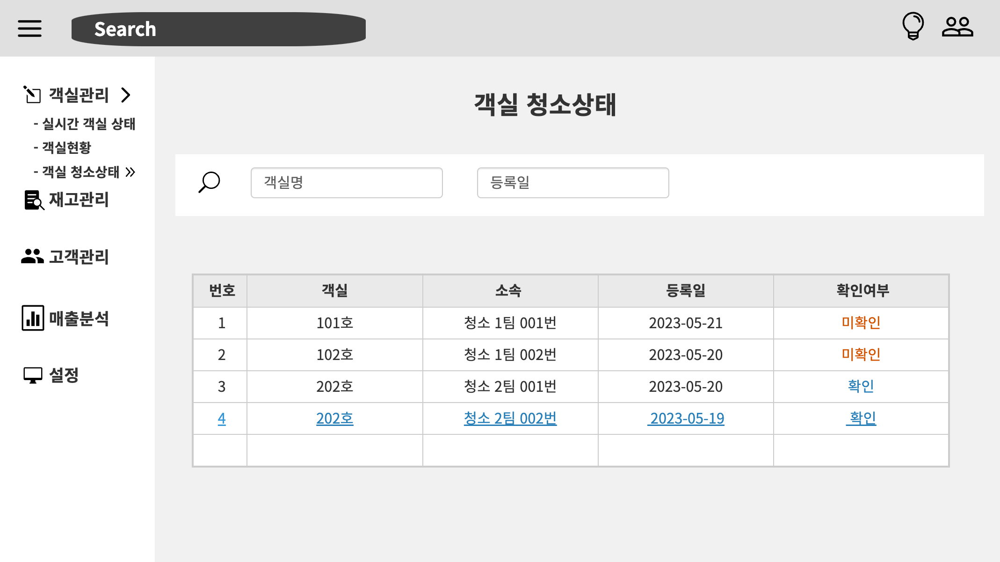 Search
객실관리
- 실시간 객실 상태
- 객실현황
- 객실 청소상태
재고관리
고객관리
매출분석
설정
객실 청소상태
객실명 등록일
번호 객실 소속 등록일 확인여부
1 101호 청소 1팀 001번 2023-05-21 미확인
2 102호 청소 1팀 002번 2023-05-20 미확인
3 202호 청소 2팀 001번 2023-05-20 확인
4 202호 청소 2팀 002번 2023-05-19 확인